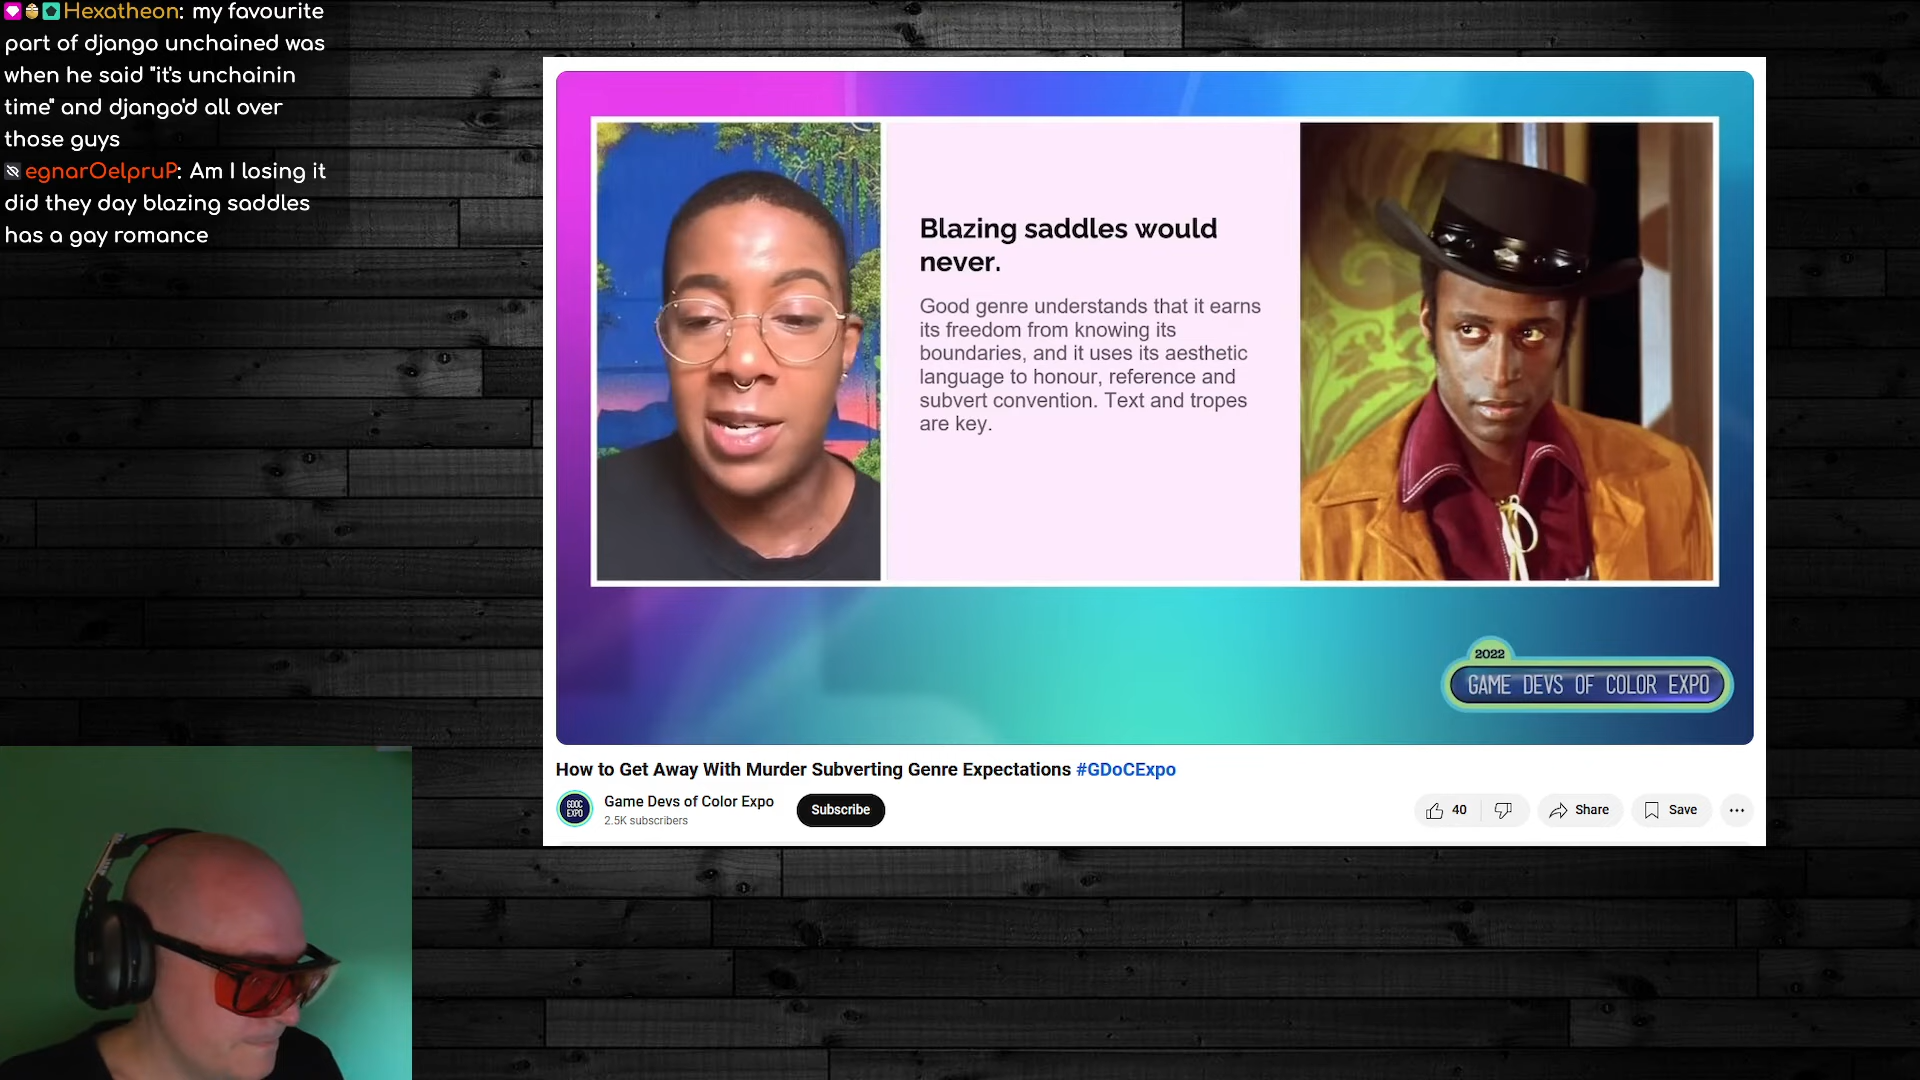 Hexatheon: my favourite
part of django unchained was
when he said "it's unchainin
time" and django'd all over
those guys
egnarOelpruP: Am I losing it
did they day blazing saddles
has a gay romance
Blazing saddles would
never.
Good genre understands that it earns
its freedom from knowing its
boundaries, and it uses its aesthetic
language to honour, reference and
subvert convention. Text and tropes
are key.
2022
GAME DEVS OF COLOR EXPO
How to Get Away With Murder Subverting Genre Expectations #GDoCExpo
GDOC
EXPO
Game Devs of Color Expo
2.5K subscribers
Subscribe
40
Share
Save